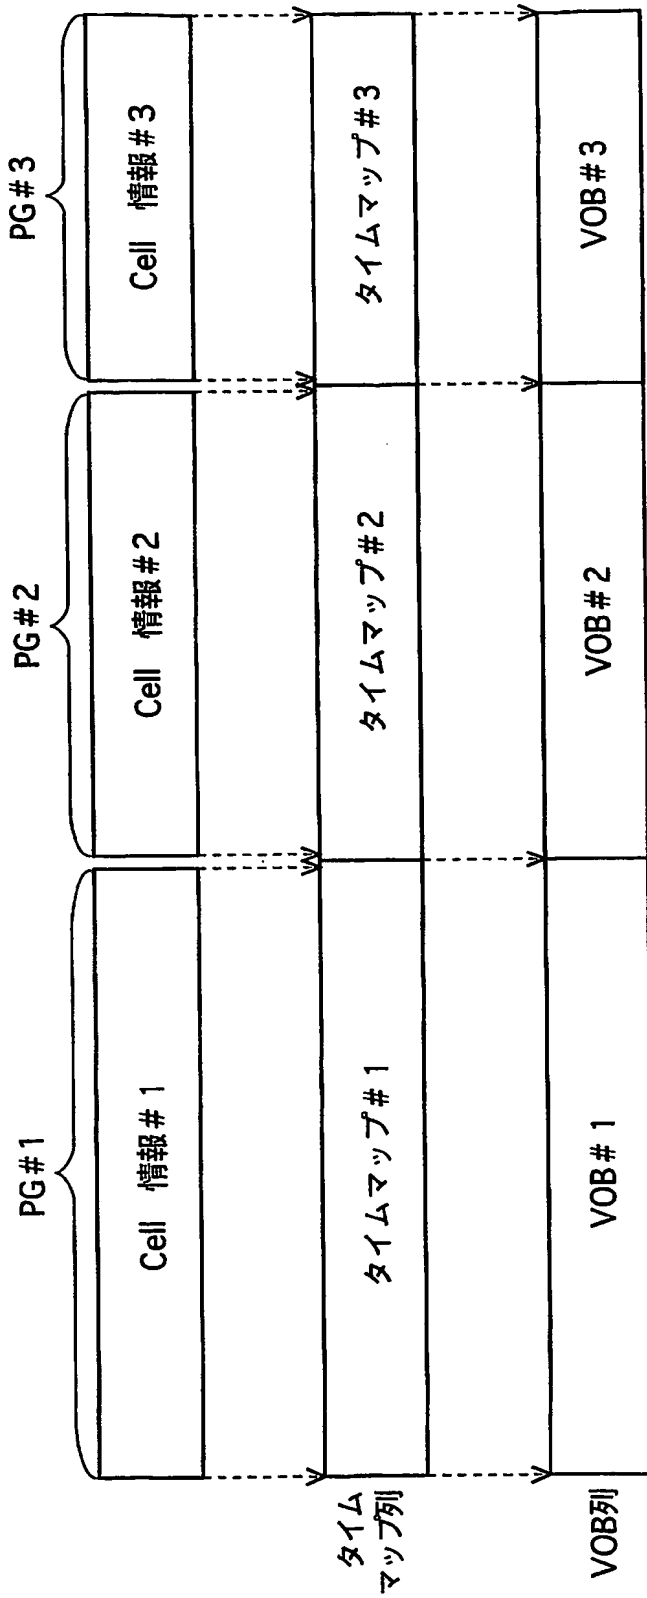 PG#1
PG#2
PG#3
Cell 情報#1
Cell 情報#2
Cell 情報#3
タイム
マップ列
タイムマップ#1
タイムマップ#2
タイムマップ#3
VOB列
VOB#1
VOB#2
VOB#3